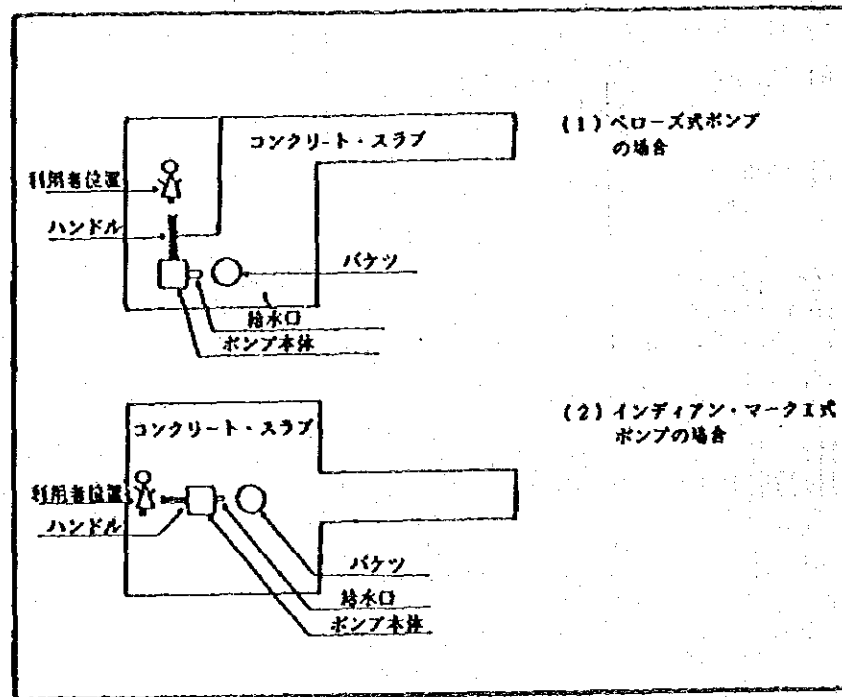 (1)ベローズ式ポンプ
の場合
コンクリート・スラブ
利用者位置
ハンドル
バケツ
給水口
ポンプ本体
(2)インディアン・マークⅡ式
ポンプの場合
コンクリート・スラブ
利用者位置
ハンドル
バケツ
給水口
ポンプ本体